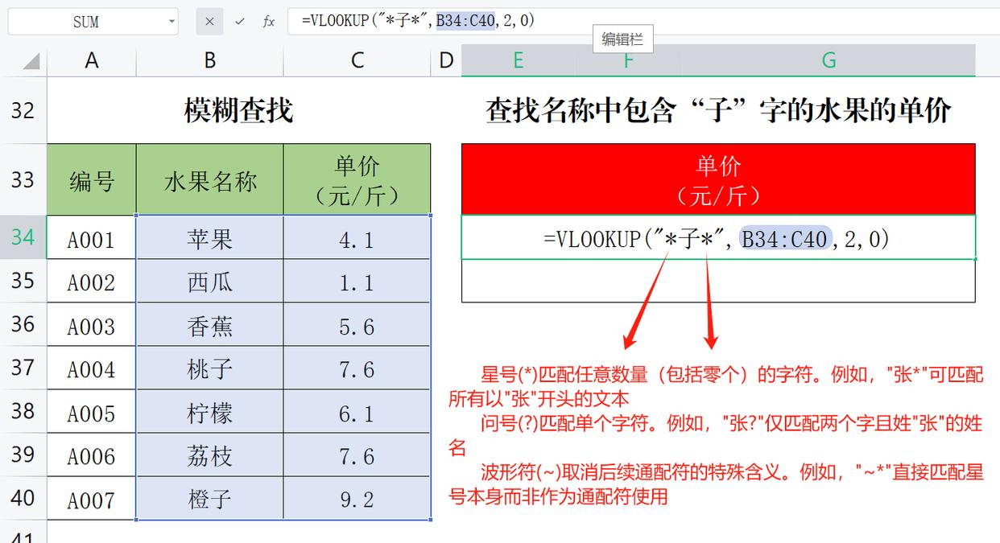 SUM
fx
=VLOOKUP("*子*",B34:C40,2,0)
编辑栏
A B C D E F G
32 模糊查找 查找名称中包含“子”字的水果的单价
33 编号 水果名称 单价（元/斤） 单价（元/斤）
34 A001 苹果 4.1 =VLOOKUP("*子*", B34:C40,2,0)
35 A002 西瓜 1.1
36 A003 香蕉 5.6
37 A004 桃子 7.6
38 A005 柠檬 6.1
39 A006 荔枝 7.6
40 A007 橙子 9.2
41
星号(*)匹配任意数量（包括零个）的字符。例如，"张*"可匹配
所有以"张"开头的文本
问号(?)匹配单个字符。例如，"张?"仅匹配两个字且姓"张"的姓
名
波形符(~)取消后续通配符的特殊含义。例如，"~*"直接匹配星
号本身而非作为通配符使用